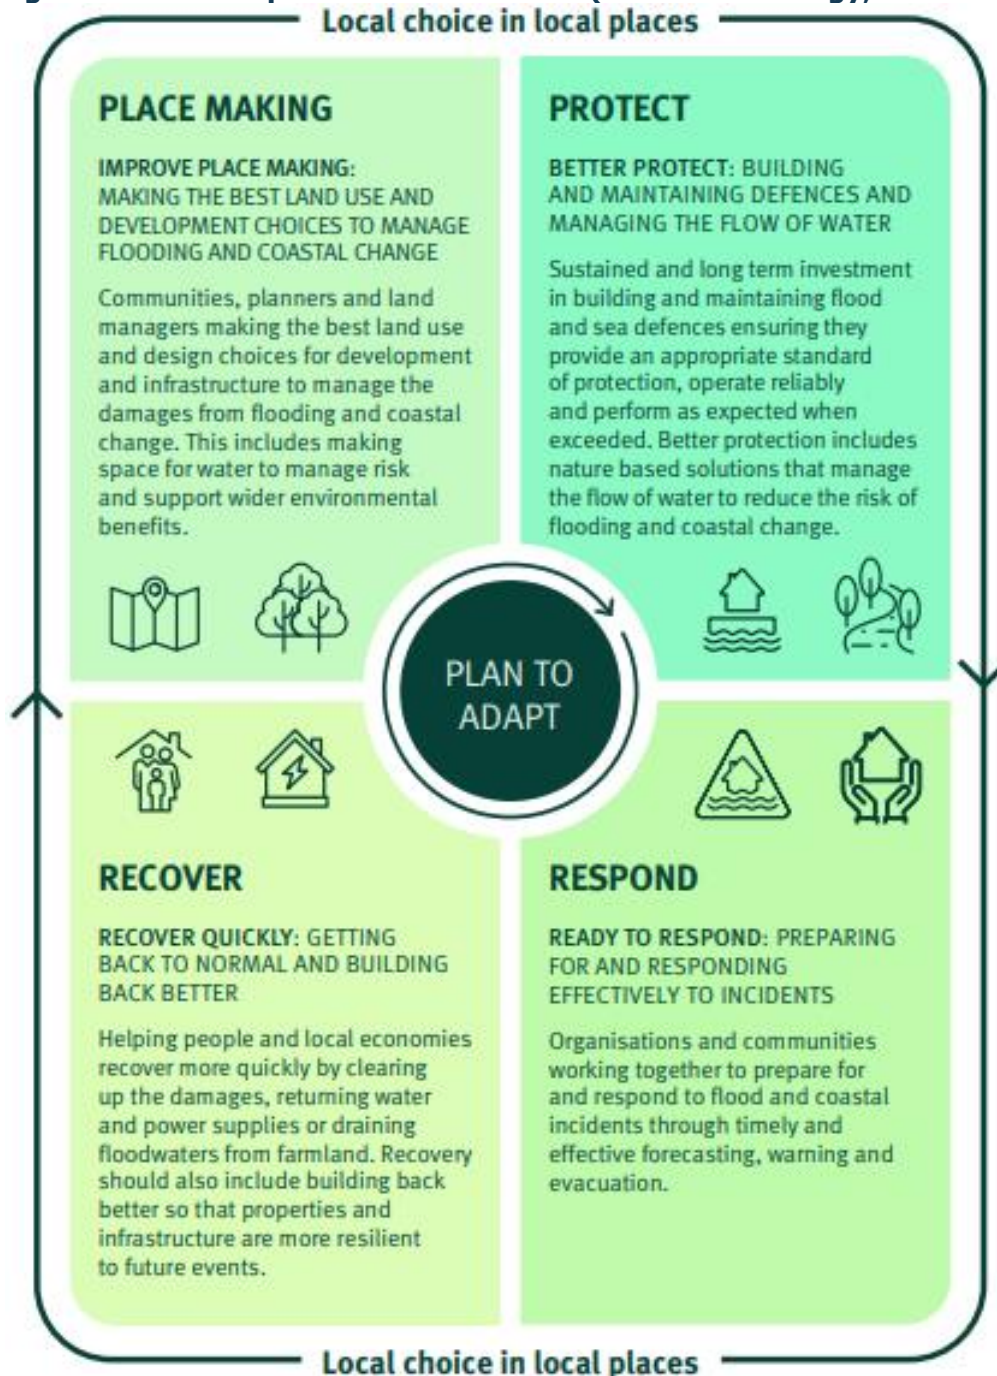 Local choice in local places
PLACE MAKING
IMPROVE PLACE MAKING:
MAKING THE BEST LAND USE AND
DEVELOPMENT CHOICES TO MANAGE
FLOODING AND COASTAL CHANGE
Communities, planners and land
managers making the best land use
and design choices for development
and infrastructure to manage the
damages from flooding and coastal
change. This includes making
space for water to manage risk
and support wider environmental
benefits.
PROTECT
BETTER PROTECT: BUILDING
AND MAINTAINING DEFENCES AND
MANAGING THE FLOW OF WATER
Sustained and long term investment
in building and maintaining flood
and sea defences ensuring they
provide an appropriate standard
of protection, operate reliably
and perform as expected when
exceeded. Better protection includes
nature based solutions that manage
the flow of water to reduce the risk of
flooding and coastal change.
PLAN TO
ADAPT
RECOVER
RECOVER QUICKLY: GETTING
BACK TO NORMAL AND BUILDING
BACK BETTER
Helping people and local economies
recover more quickly by clearing
up the damages, returning water
and power supplies or draining
floodwaters from farmland. Recovery
should also include building back
better so that properties and
infrastructure are more resilient
to future events.
RESPOND
READY TO RESPOND: PREPARING
FOR AND RESPONDING
EFFECTIVELY TO INCIDENTS
Organisations and communities
working together to prepare for
and respond to flood and coastal
incidents through timely and
effective forecasting, warning and
evacuation.
Local choice in local places